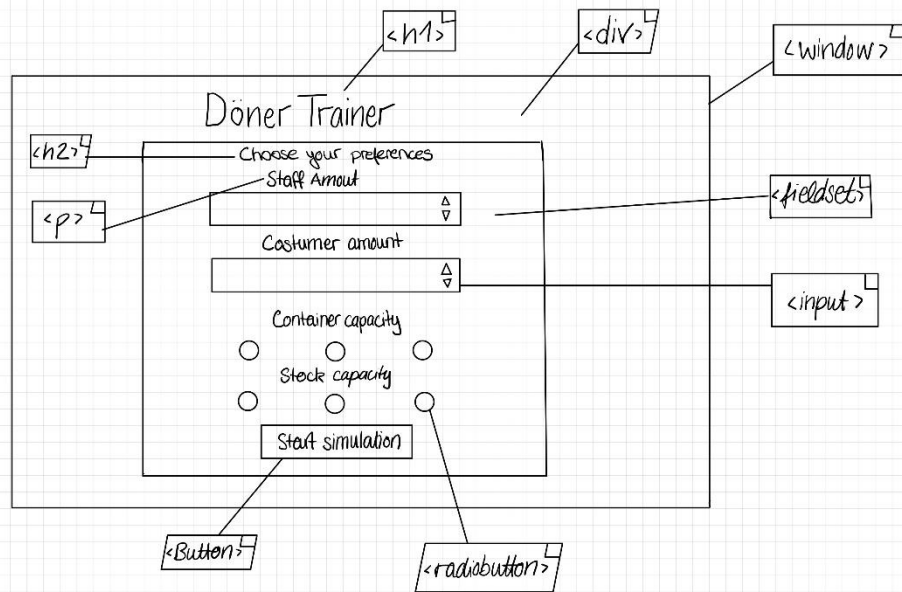 <h1>
<div>
<window>
Döner Trainer
<h2>
Choose your preferences
Staff Amout
<p>
<fieldset>
Costumer amount
<input>
Container capacity
Stock capacity
Start simulation
<Button>
<radiobutton>